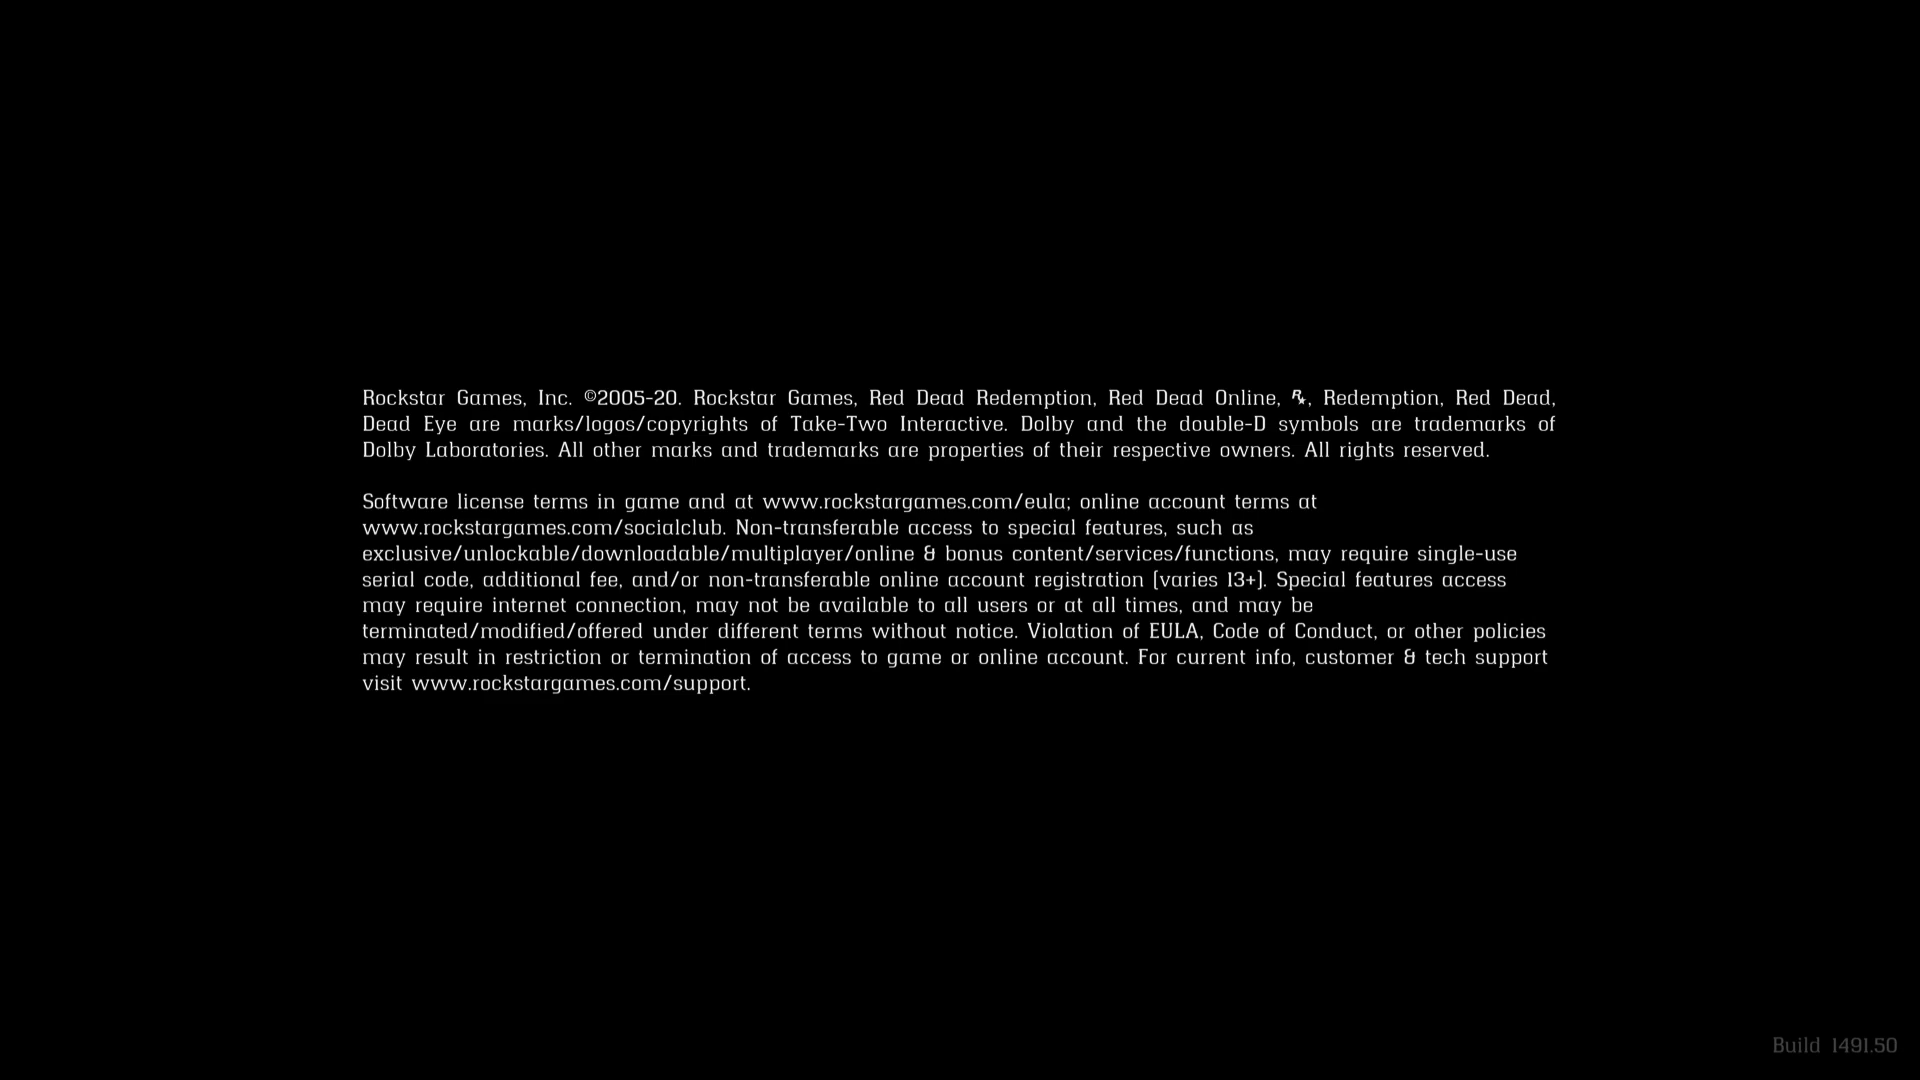 Rockstar Games, Inc. ©2005-20. Rockstar Games, Red Dead Redemption, Red Dead Online, R★, Redemption, Red Dead,
Dead Eye are marks/logos/copyrights of Take-Two Interactive. Dolby and the double-D symbols are trademarks of
Dolby Laboratories. All other marks and trademarks are properties of their respective owners. All rights reserved.
Software license terms in game and at www.rockstargames.com/eula; online account terms at
www.rockstargames.com/socialclub. Non-transferable access to special features, such as
exclusive/unlockable/downloadable/multiplayer/online & bonus content/services/functions, may require single-use
serial code, additional fee, and/or non-transferable online account registration (varies 13+). Special features access
may require internet connection, may not be available to all users or at all times, and may be
terminated/modified/offered under different terms without notice. Violation of EULA, Code of Conduct, or other policies
may result in restriction or termination of access to game or online account. For current info, customer & tech support
visit www.rockstargames.com/support.
Build 1491.50